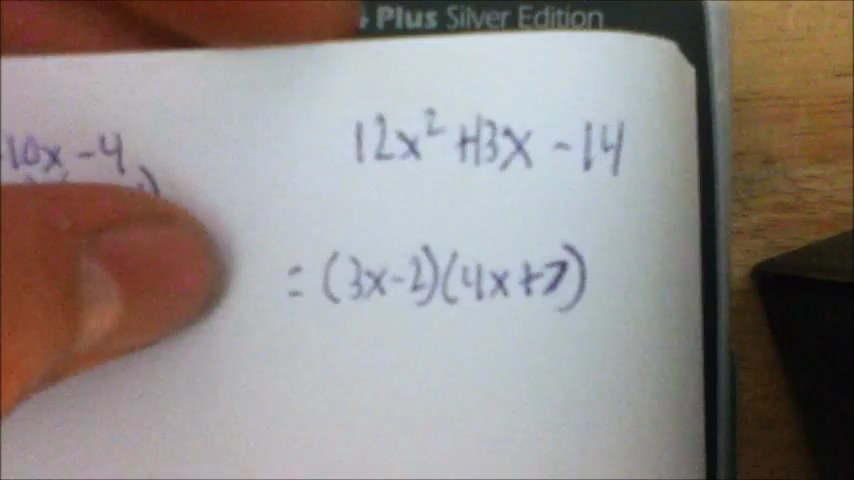 Plus Silver Edition
12x² +13x -14
10x -4
= (3x-2)(4x+7)